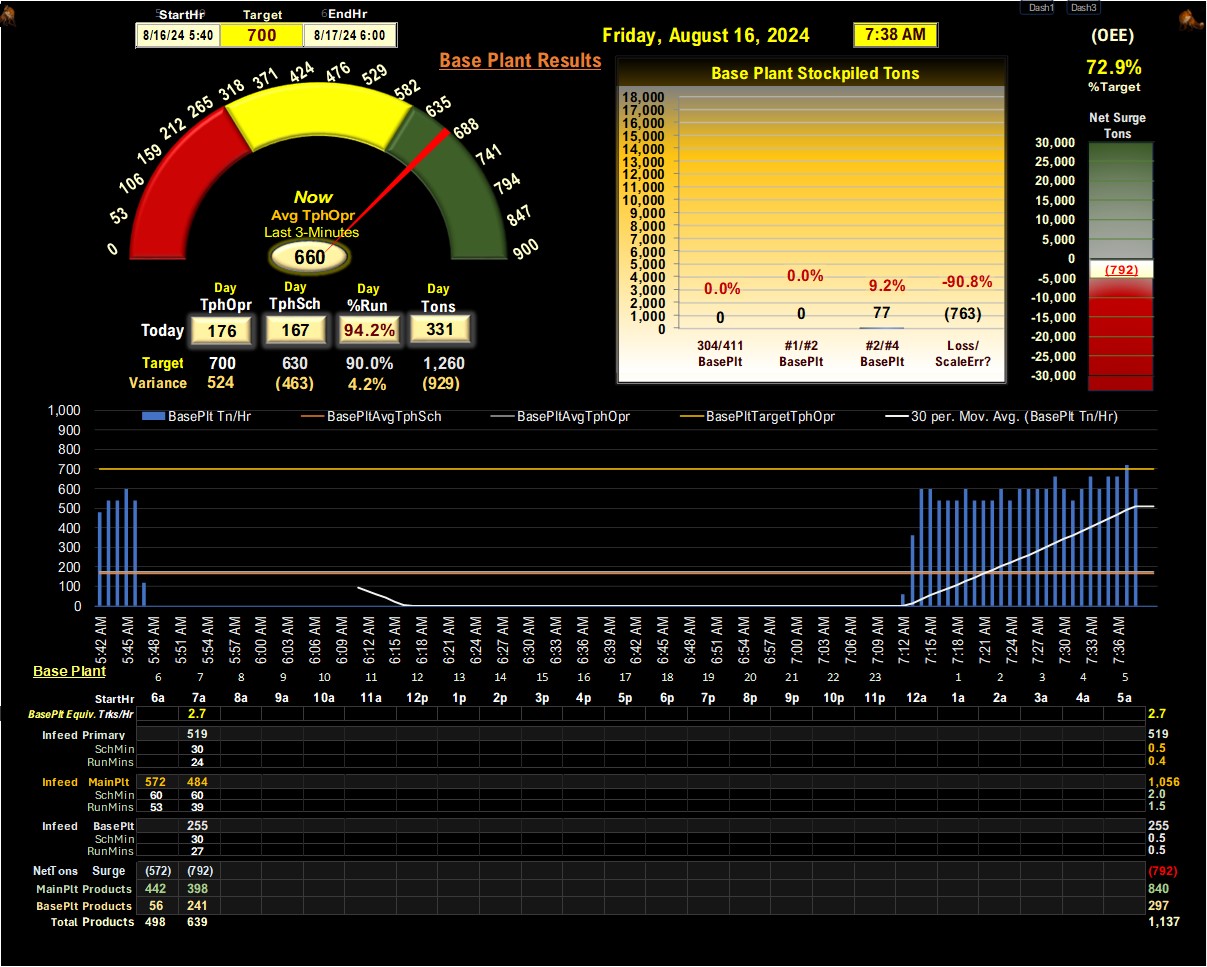 Dash1 Dash3
StartHr Target 6 EndHr
8/16/24 5:40 700 8/17/24 6:00
Friday, August 16, 2024 7:38 AM
(OEE)
72.9%
%Target
Base Plant Results
0 53 106 159 212 265 318 371 424 476 529 582 635 688 741 794 847 900
Now
Avg TphOpr
Last 3-Minutes
660
Day Day Day Day
TphOpr TphSch %Run Tons
Today 176 167 94.2% 331
Target 700 630 90.0% 1,260
Variance 524 (463) 4.2% (929)
Base Plant Stockpiled Tons
18,000
17,000
16,000
15,000
14,000
13,000
12,000
11,000
10,000
9,000
8,000
7,000
6,000
5,000
4,000
3,000
2,000
1,000
0
0.0% 0.0% 9.2% -90.8%
0 0 77 (763)
304/411 #1/#2 #2/#4 Loss/
BasePlt BasePlt BasePlt ScaleErr?
Net Surge
Tons
30,000
25,000
20,000
15,000
10,000
5,000
0
-5,000
-10,000
-15,000
-20,000
-25,000
-30,000
(792)
BasePlt Tn/Hr BasePltAvgTphSch BasePltAvgTphOpr BasePltTargetTphOpr 30 per. Mov. Avg. (BasePlt Tn/Hr)
1,000
900
800
700
600
500
400
300
200
100
0
5:42 AM 5:45 AM 5:48 AM 5:51 AM 5:54 AM 5:57 AM 6:00 AM 6:03 AM 6:06 AM 6:09 AM 6:12 AM 6:15 AM 6:18 AM 6:21 AM 6:24 AM 6:27 AM 6:30 AM 6:33 AM 6:36 AM 6:39 AM 6:42 AM 6:45 AM 6:48 AM 6:51 AM 6:54 AM 6:57 AM 7:00 AM 7:03 AM 7:06 AM 7:09 AM 7:12 AM 7:15 AM 7:18 AM 7:21 AM 7:24 AM 7:27 AM 7:30 AM 7:33 AM 7:36 AM
Base Plant
6 7 8 9 10 11 12 13 14 15 16 17 18 19 20 21 22 23 1 2 3 4 5
StartHr 6a 7a 8a 9a 10a 11a 12p 1p 2p 3p 4p 5p 6p 7p 8p 9p 10p 11p 12a 1a 2a 3a 4a 5a
BasePlt Equiv. Trks/Hr 2.7 2.7
Infeed Primary 519 519
SchMin 30 0.5
RunMins 24 0.4
Infeed MainPlt 572 484 1,056
SchMin 60 60 2.0
RunMins 53 39 1.5
Infeed BasePlt 255 255
SchMin 30 0.5
RunMins 27 0.5
NetTons Surge (572) (792) (792)
MainPlt Products 442 398 840
BasePlt Products 56 241 297
Total Products 498 639 1,137